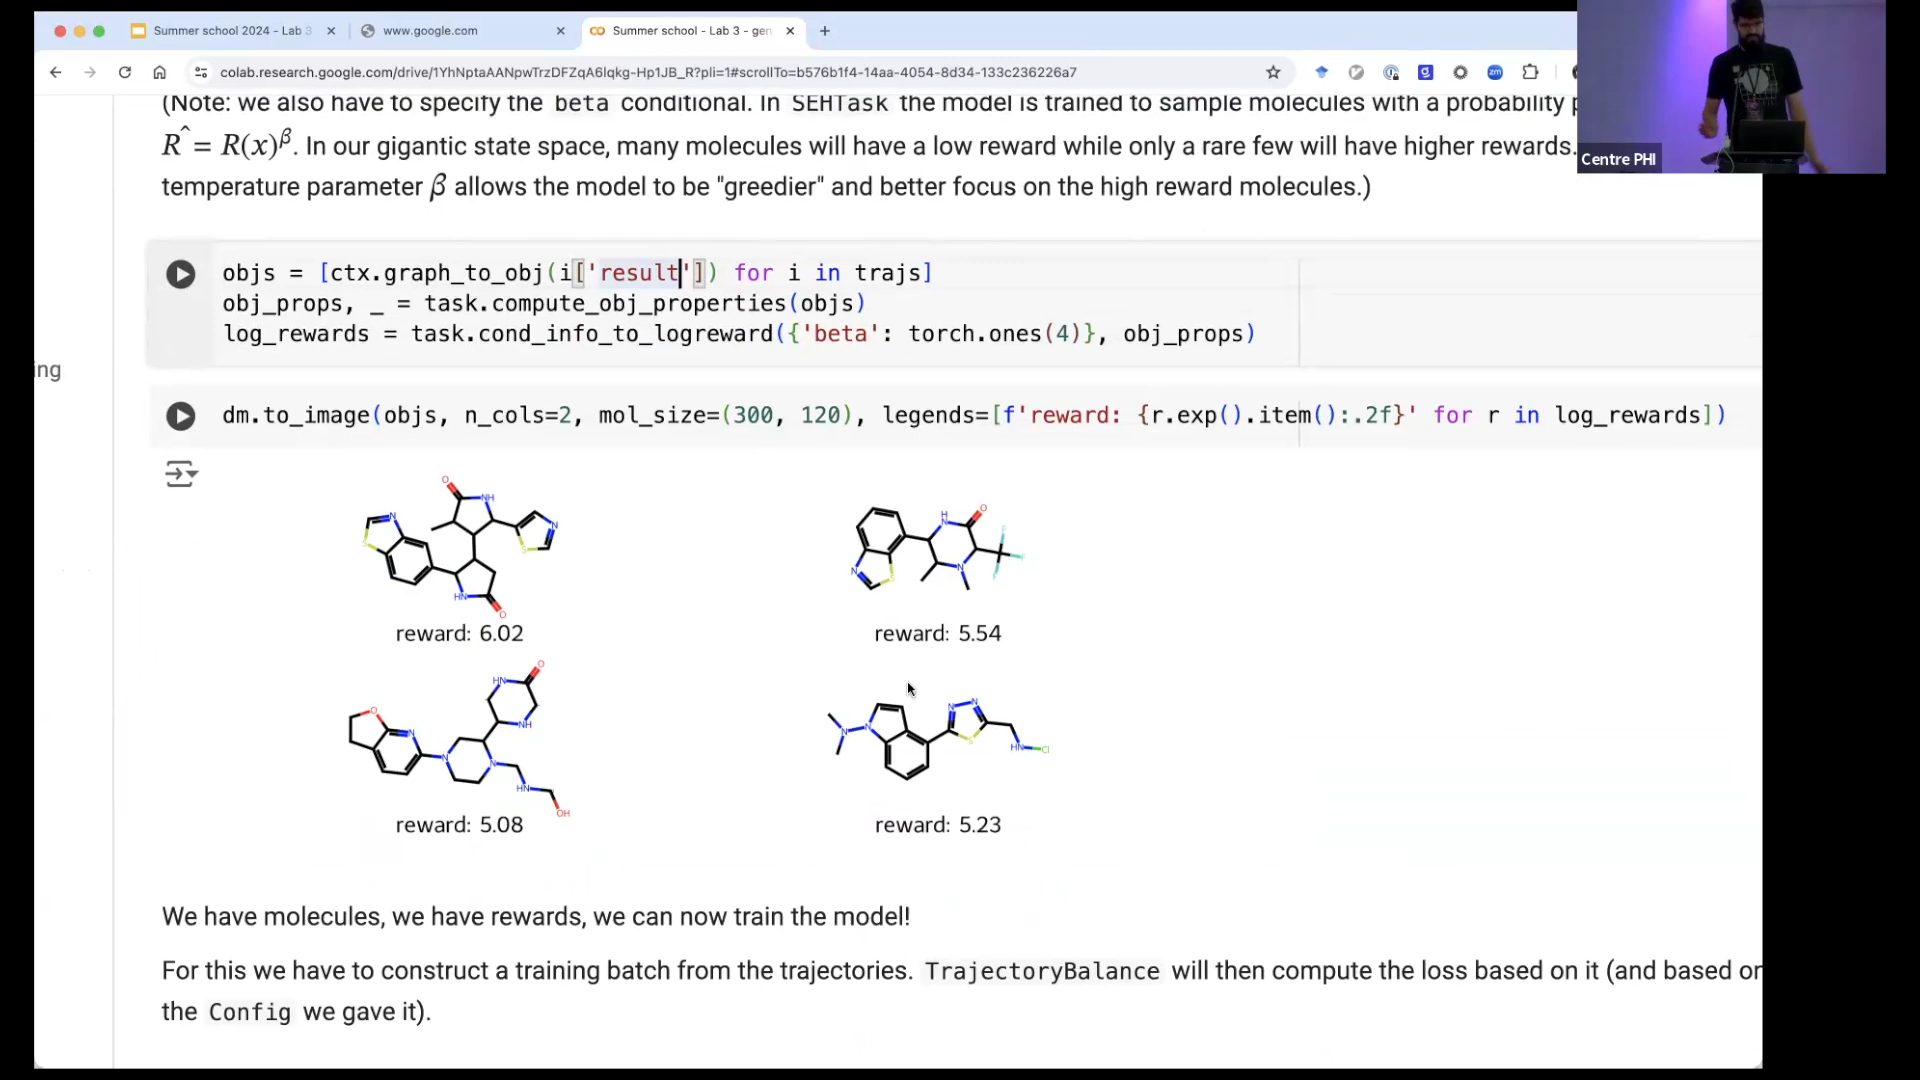 Summer school 2024 - Lab 3
www.google.com
Summer school - Lab 3 - gen
colab.research.google.com/drive/1YhNptaAANpwTrzDFZqA6lqkg-Hp1JB_R?pli=1#scrollTo=b576b1f4-14aa-4054-8d34-133c236226a7
(Note: we also have to specify the beta conditional. In SEHTask the model is trained to sample molecules with a probability p
R̂ = R(x)^β. In our gigantic state space, many molecules will have a low reward while only a rare few will have higher rewards.
temperature parameter β allows the model to be "greedier" and better focus on the high reward molecules.)
Centre PHI
objs = [ctx.graph_to_obj(i['result']) for i in trajs]
obj_props, _ = task.compute_obj_properties(objs)
log_rewards = task.cond_info_to_logreward({'beta': torch.ones(4)}, obj_props)
ing
dm.to_image(objs, n_cols=2, mol_size=(300, 120), legends=[f'reward: {r.exp().item():.2f}' for r in log_rewards])
O NH N S N S HN O
N S H N O N F F F
reward: 6.02
reward: 5.54
O N N HN O NH N HN OH
N N N N S HN Cl
reward: 5.08
reward: 5.23
We have molecules, we have rewards, we can now train the model!
For this we have to construct a training batch from the trajectories. TrajectoryBalance will then compute the loss based on it (and based or
the Config we gave it).